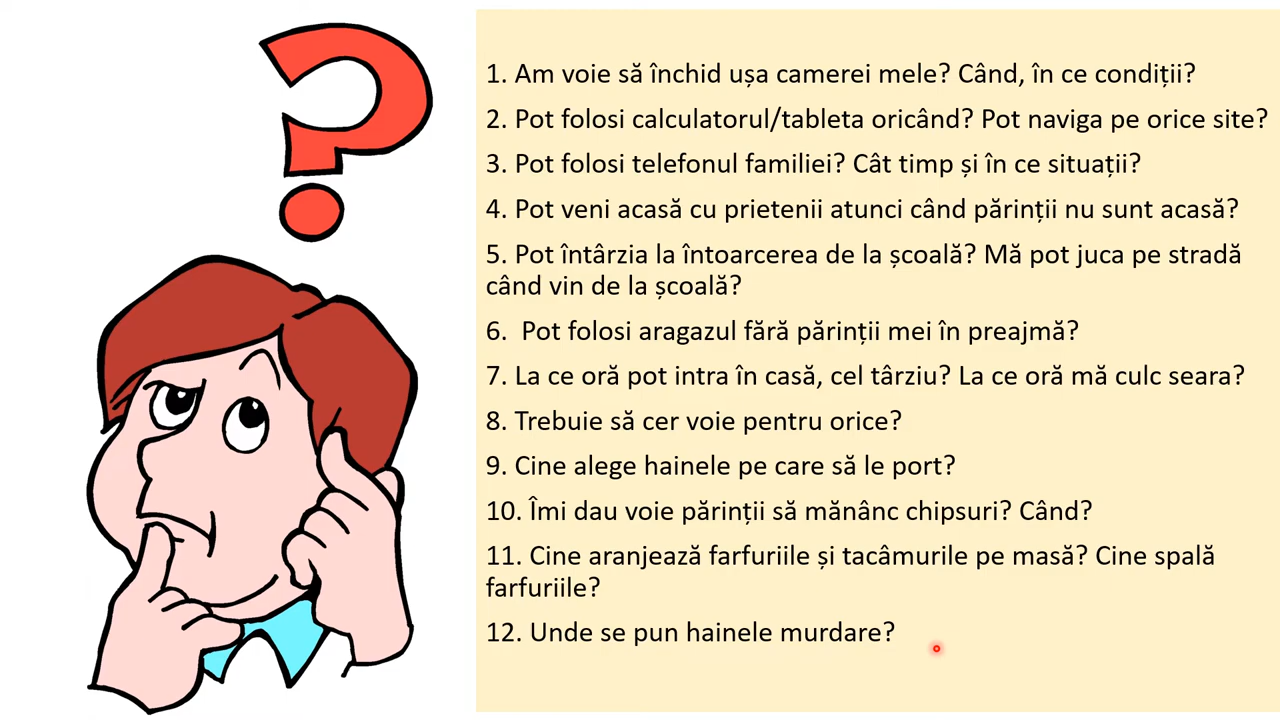 ?
1. Am voie să închid ușa camerei mele? Când, în ce condiții?
2. Pot folosi calculatorul/tableta oricând? Pot naviga pe orice site?
3. Pot folosi telefonul familiei? Cât timp și în ce situații?
4. Pot veni acasă cu prietenii atunci când părinții nu sunt acasă?
5. Pot întârzia la întoarcerea de la școală? Mă pot juca pe stradă
când vin de la școală?
6.  Pot folosi aragazul fără părinții mei în preajmă?
7. La ce oră pot intra în casă, cel târziu? La ce oră mă culc seara?
8. Trebuie să cer voie pentru orice?
9. Cine alege hainele pe care să le port?
10. Îmi dau voie părinții să mănânc chipsuri? Când?
11. Cine aranjează farfuriile și tacâmurile pe masă? Cine spală
farfuriile?
12. Unde se pun hainele murdare?